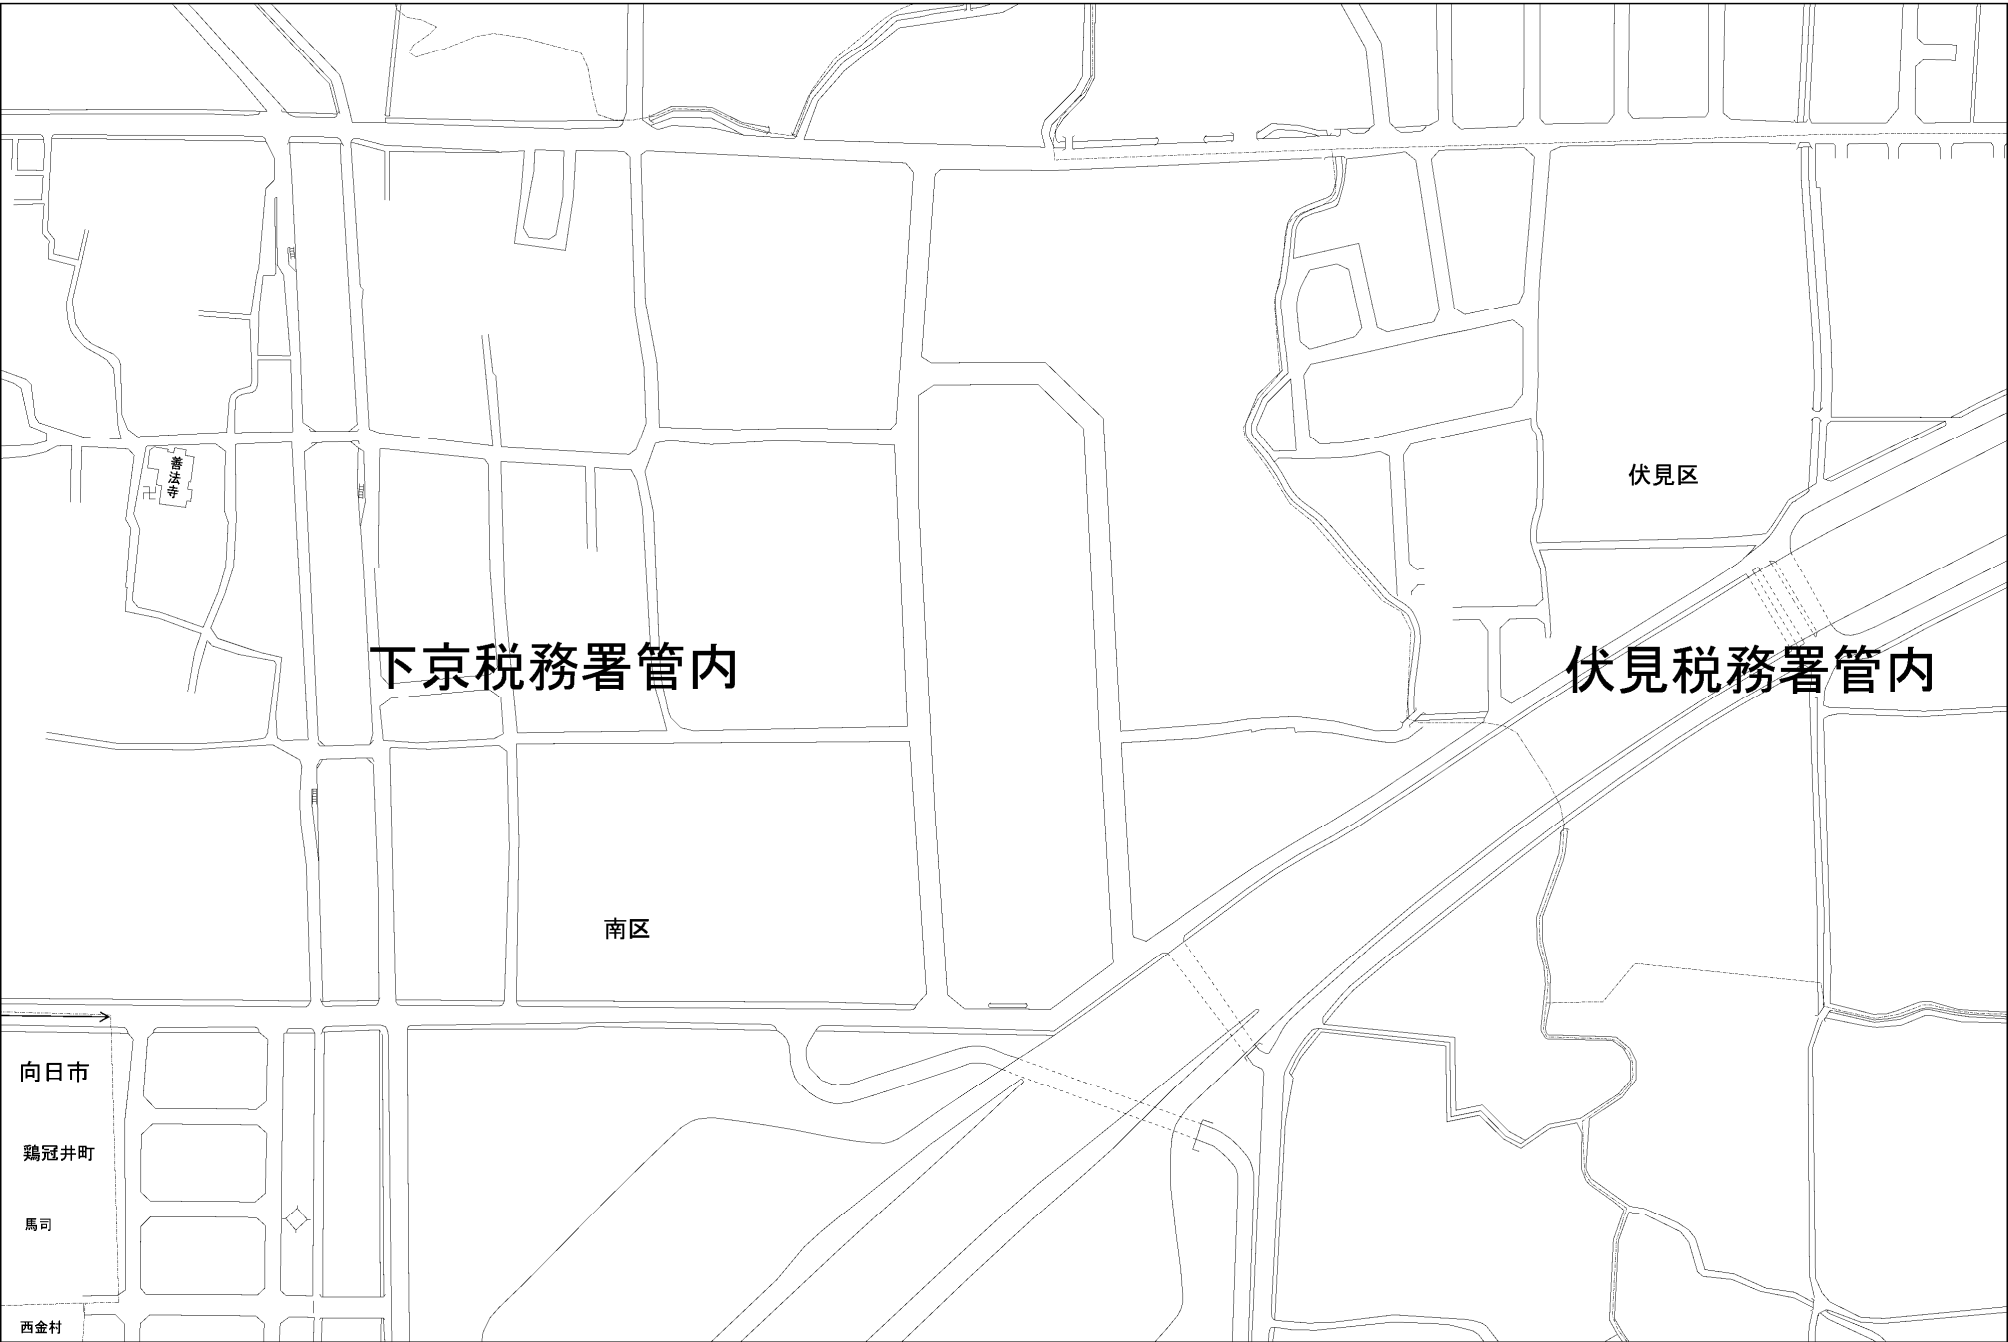 善法寺
伏見区
下京税務署管内
伏見税務署管内
南区
向日市
鶏冠井町
馬司
西金村